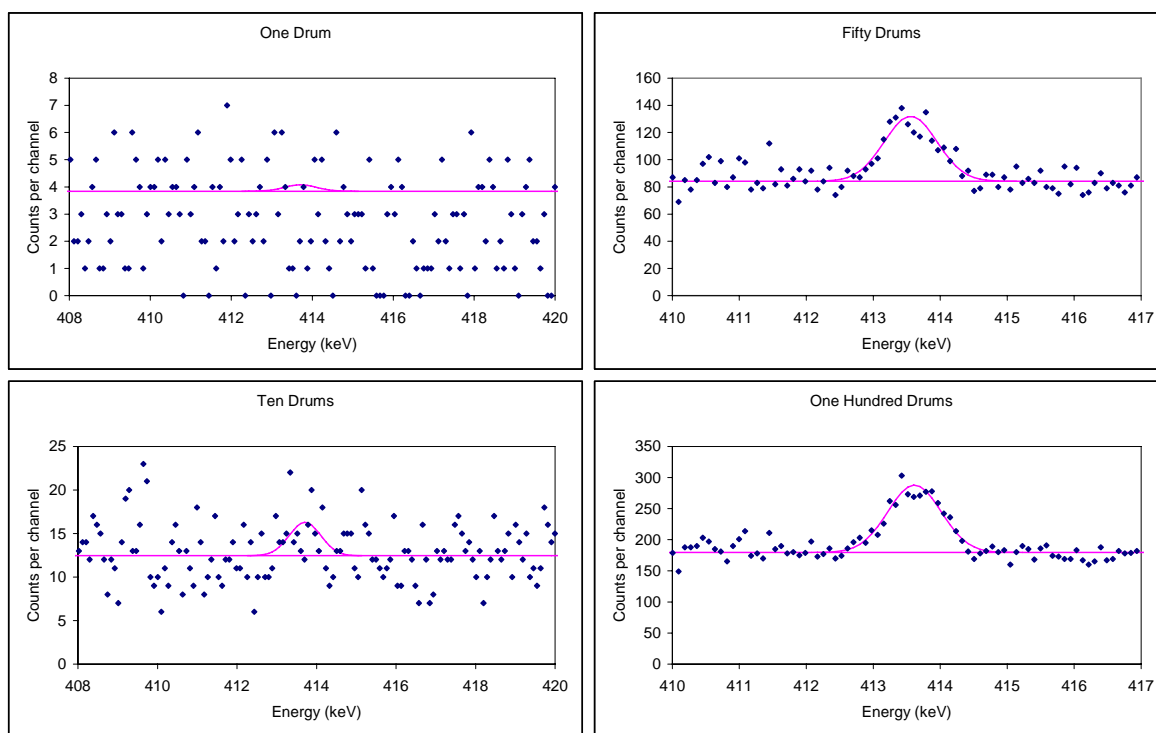 One Drum
8
7
6
5
4
3
2
1
0
408 410 412 414 416 418 420
Counts per channel
Energy (keV)
Fifty Drums
160
140
120
100
80
60
40
20
0
410 411 412 413 414 415 416 417
Counts per channel
Energy (keV)
Ten Drums
25
20
15
10
5
0
408 410 412 414 416 418 420
Counts per channel
Energy (keV)
One Hundred Drums
350
300
250
200
150
100
50
0
410 411 412 413 414 415 416 417
Counts per channel
Energy (keV)